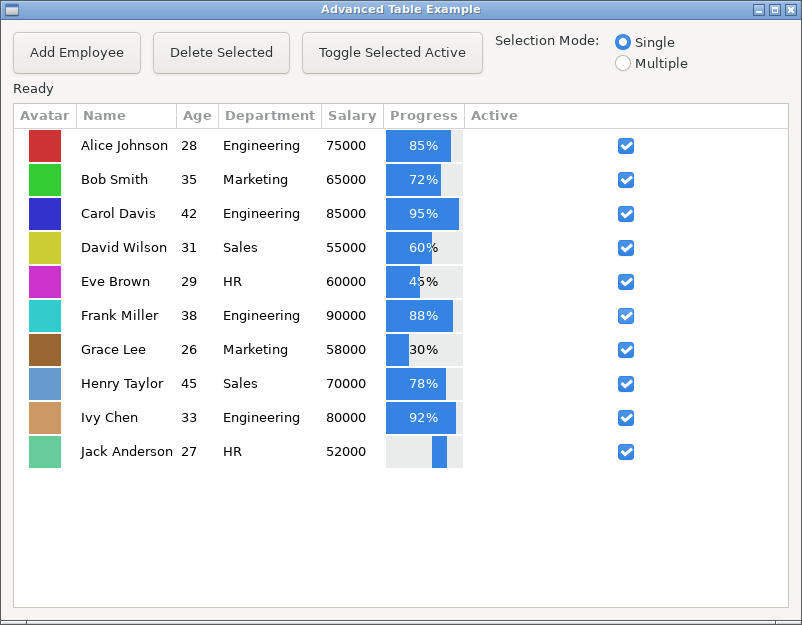 Advanced Table Example
Add Employee Delete Selected Toggle Selected Active Selection Mode: Single
Multiple
Ready
Avatar Name Age Department Salary Progress Active
Alice Johnson 28 Engineering 75000 85%
Bob Smith 35 Marketing 65000 72%
Carol Davis 42 Engineering 85000 95%
David Wilson 31 Sales 55000 60%
Eve Brown 29 HR 60000 45%
Frank Miller 38 Engineering 90000 88%
Grace Lee 26 Marketing 58000 30%
Henry Taylor 45 Sales 70000 78%
Ivy Chen 33 Engineering 80000 92%
Jack Anderson 27 HR 52000